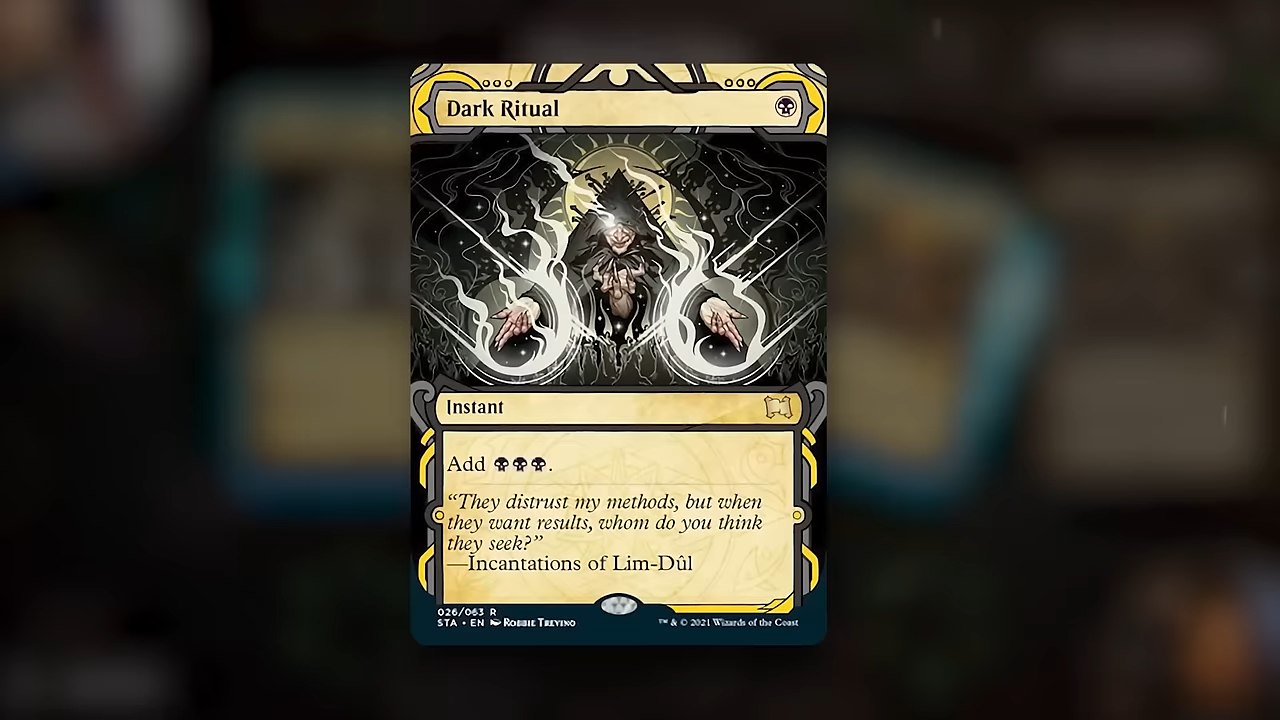 Dark Ritual
Instant
Add .
“They distrust my methods, but when
they want results, whom do you think
they seek?”
—Incantations of Lim-Dûl
026/063 R
STA • EN Robbie Trevino
™ & © 2021 Wizards of the Coast